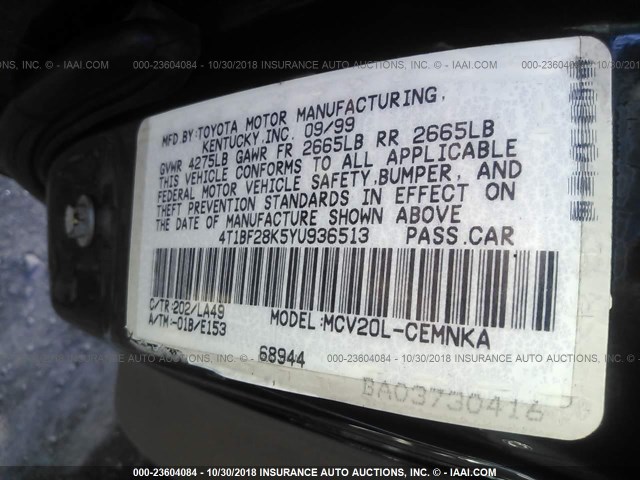 INC. - IAAI.COM 000-23604084 - 10/30/2018 INSURANCE AUTO AUCTIONS, INC. - IAAI.COM 000-23604084 - 10/
MFD.BY:TOYOTA MOTOR MANUFACTURING,
KENTUCKY,INC. 09/99
GVWR 4275LB GAWR FR 2665LB RR 2665LB
THIS VEHICLE CONFORMS TO ALL APPLICABLE
FEDERAL MOTOR VEHICLE SAFETY,BUMPER, AND
THEFT PREVENTION STANDARDS IN EFFECT ON
THE DATE OF MANUFACTURE SHOWN ABOVE
4T1BF28K5YU936513 PASS.CAR
C/TR:202/LA49
A/TM:-01B/E153 MODEL:MCV20L-CEMNKA
68944
BA03730416
000-23604084 - 10/30/2018 INSURANCE AUTO AUCTIONS, INC. - IAAI.COM